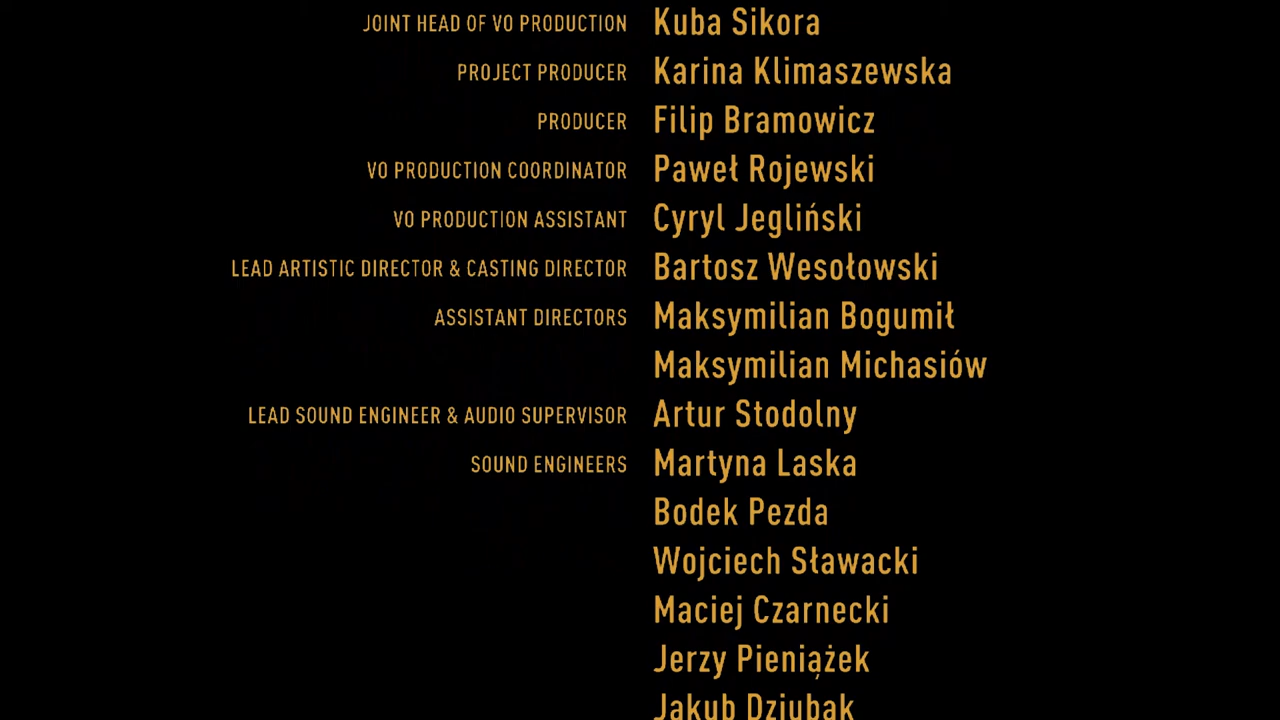 JOINT HEAD OF VO PRODUCTION Kuba Sikora
PROJECT PRODUCER Karina Klimaszewska
PRODUCER Filip Bramowicz
VO PRODUCTION COORDINATOR Paweł Rojewski
VO PRODUCTION ASSISTANT Cyryl Jegliński
LEAD ARTISTIC DIRECTOR & CASTING DIRECTOR Bartosz Wesołowski
ASSISTANT DIRECTORS Maksymilian Bogumił
Maksymilian Michasiów
LEAD SOUND ENGINEER & AUDIO SUPERVISOR Artur Stodolny
SOUND ENGINEERS Martyna Laska
Bodek Pezda
Wojciech Sławacki
Maciej Czarnecki
Jerzy Pieniążek
Jakub Dziubak